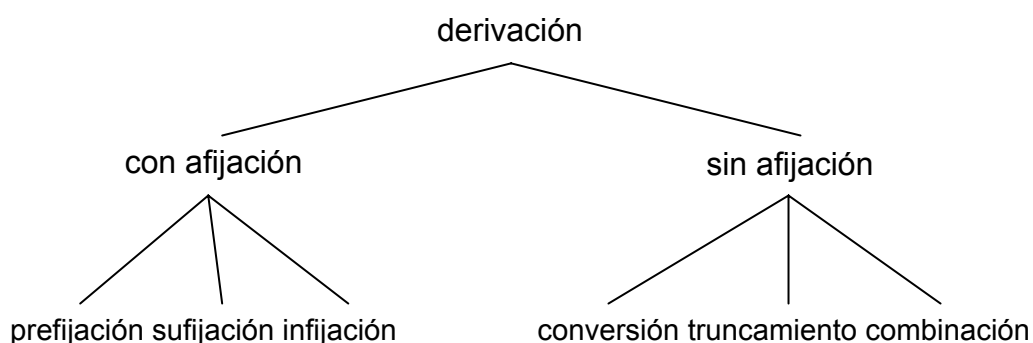 derivación
con afijación sin afijación
prefijación sufijación infijación conversión truncamiento combinación